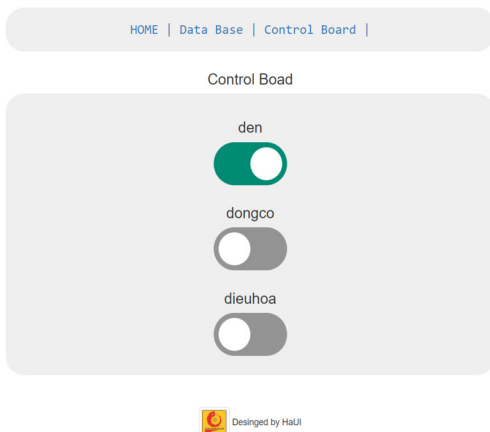 HOME | Data Base | Control Board |
Control Boad
den
dongco
dieuhoa
Desinged by HaUI